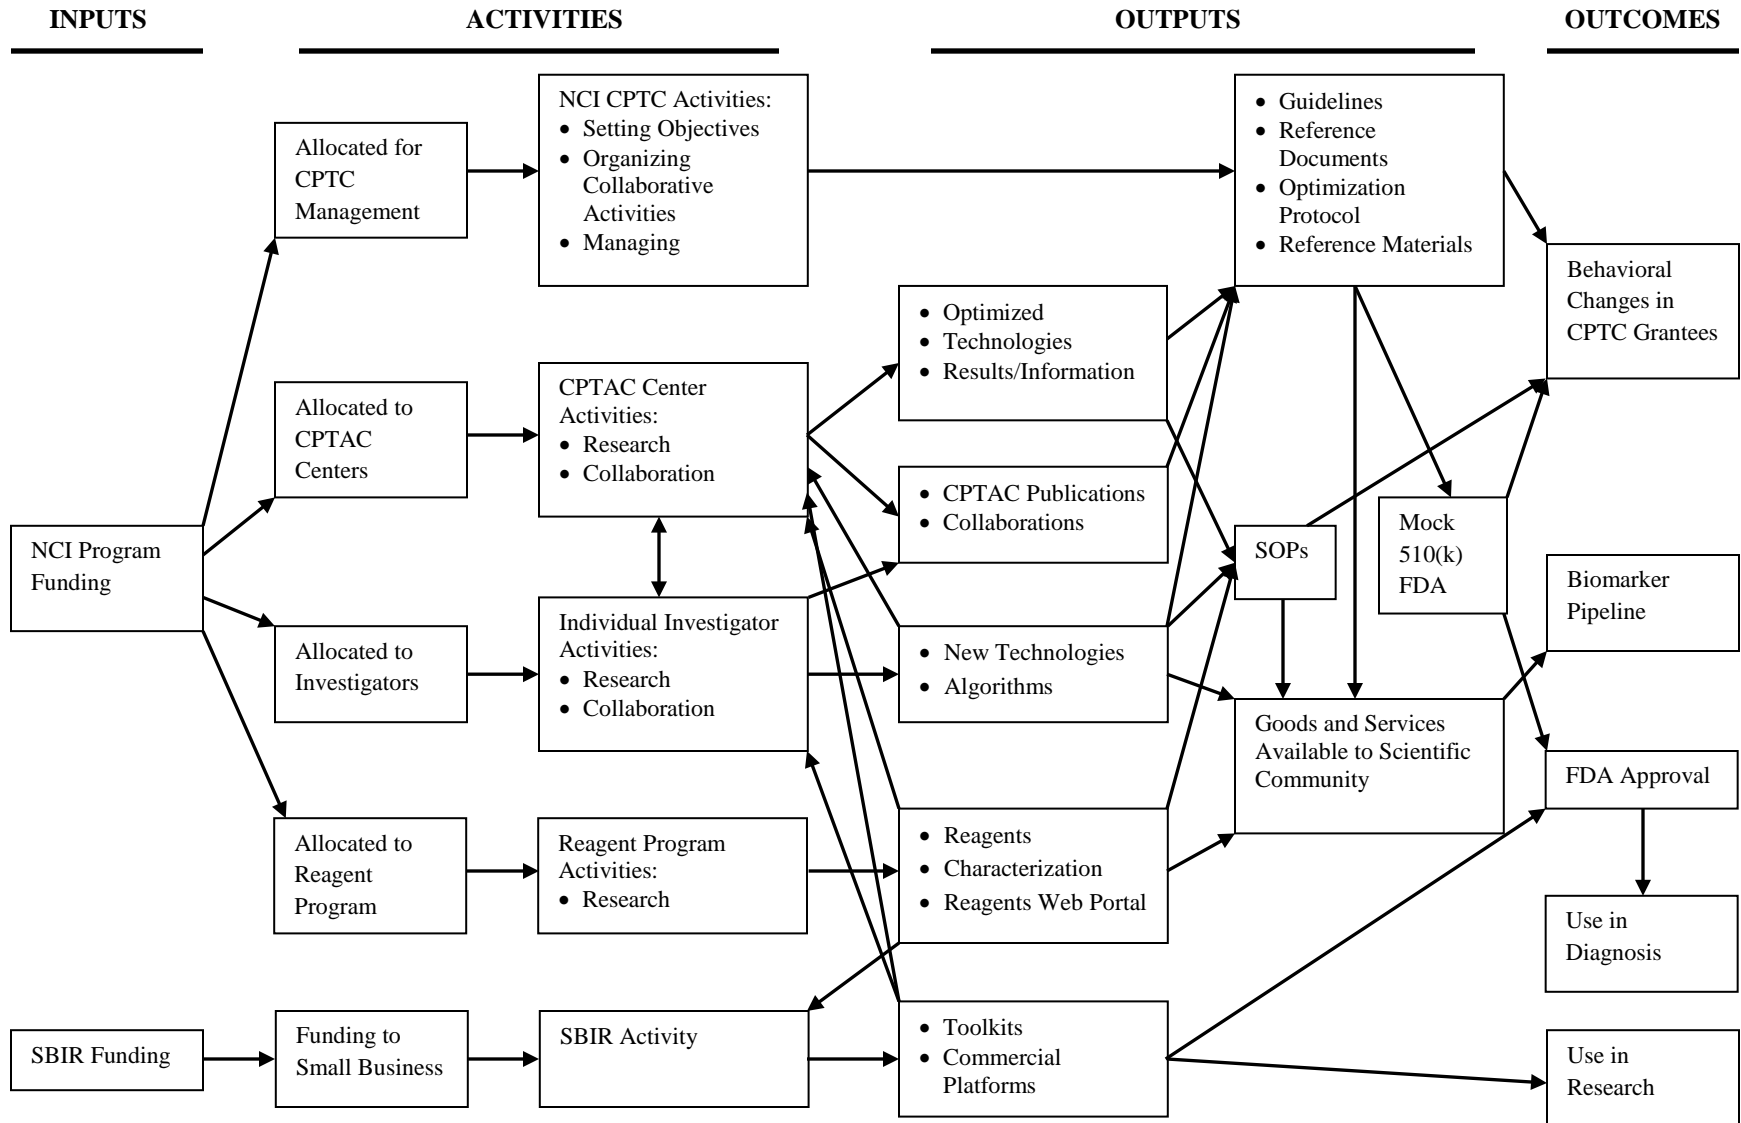 INPUTS
ACTIVITIES
OUTPUTS
OUTCOMES
NCI Program
Funding
SBIR Funding
Allocated for
CPTC
Management
Allocated to
CPTAC
Centers
Allocated to
Investigators
Allocated to
Reagent
Program
Funding to
Small Business
NCI CPTC Activities:
• Setting Objectives
• Organizing
Collaborative
Activities
• Managing
CPTAC Center
Activities:
• Research
• Collaboration
Individual Investigator
Activities:
• Research
• Collaboration
Reagent Program
Activities:
• Research
SBIR Activity
• Optimized
• Technologies
• Results/Information
• CPTAC Publications
• Collaborations
• New Technologies
• Algorithms
• Reagents
• Characterization
• Reagents Web Portal
• Toolkits
• Commercial
Platforms
• Guidelines
• Reference
Documents
• Optimization
Protocol
• Reference Materials
SOPs
Mock
510(k)
FDA
Goods and Services
Available to Scientific
Community
Behavioral
Changes in
CPTC Grantees
Biomarker
Pipeline
FDA Approval
Use in
Diagnosis
Use in
Research